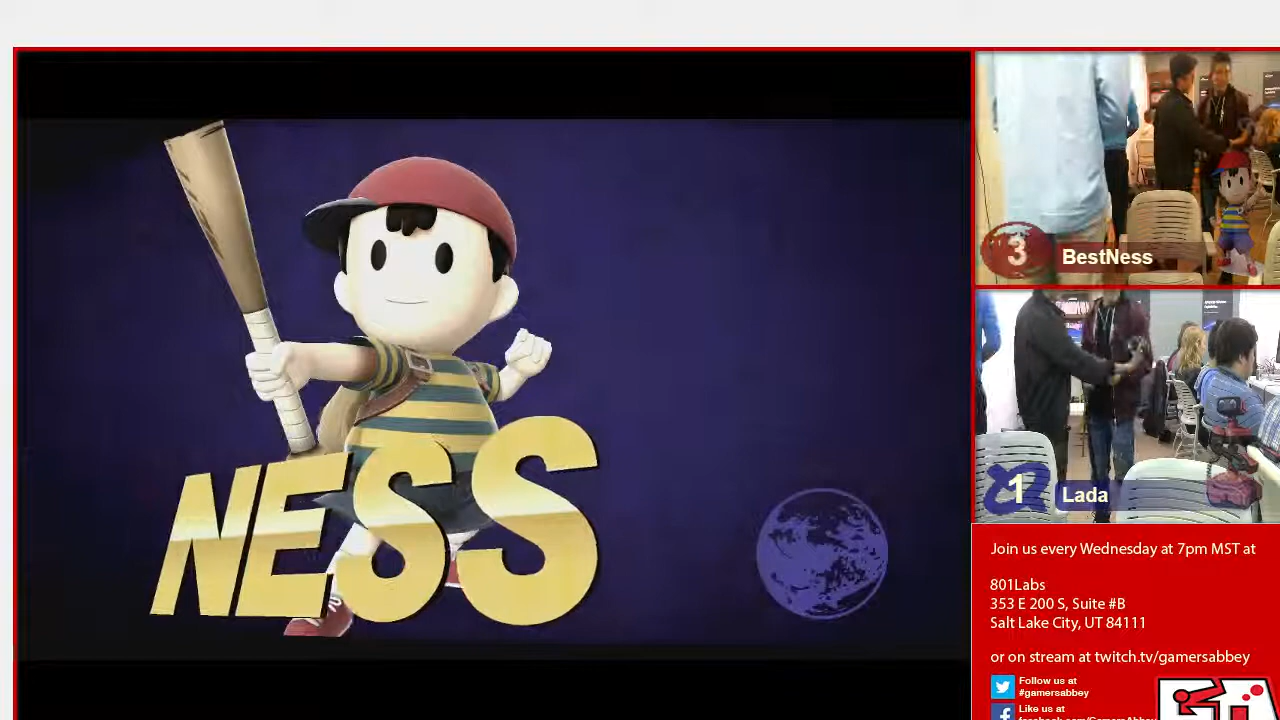 NESS
3
BestNess
1
Lada
Join us every Wednesday at 7pm MST at
801Labs
353 E 200 S, Suite #B
Salt Lake City, UT 84111
or on stream at twitch.tv/gamersabbey
Follow us at
#gamersabbey
Like us at